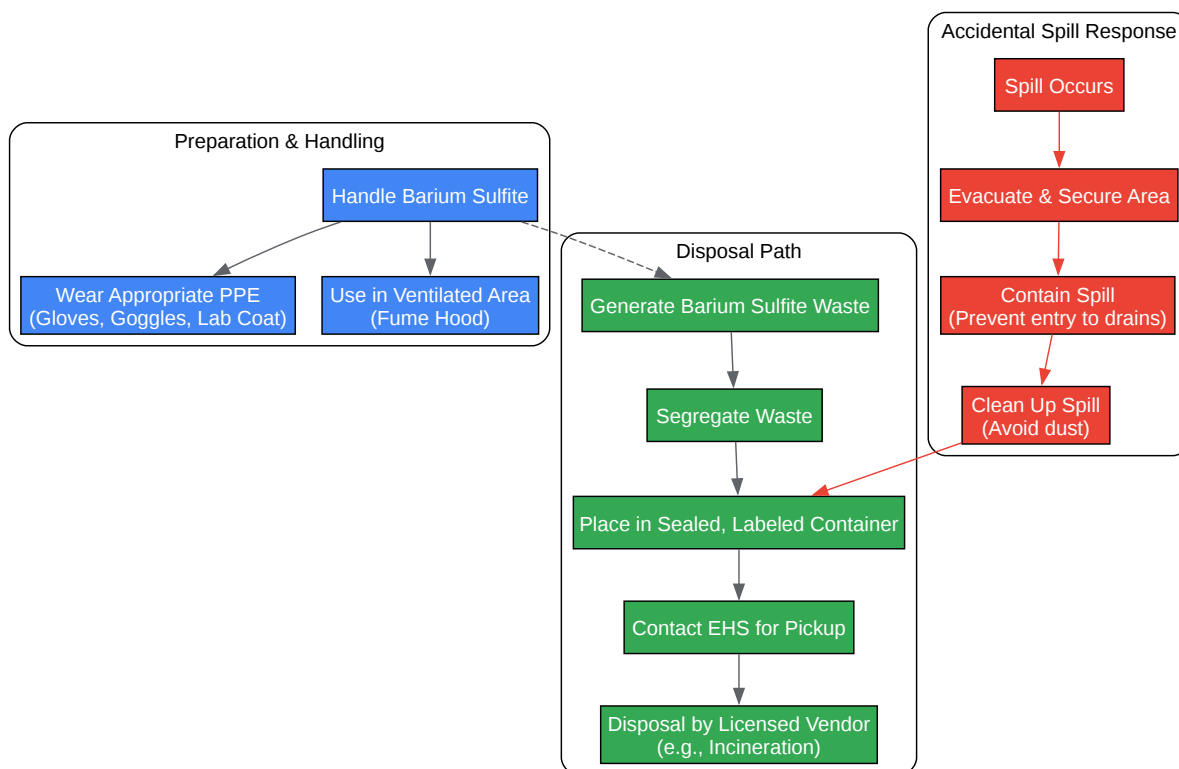 Preparation & Handling
Handle Barium Sulfite
Wear Appropriate PPE
(Gloves, Goggles, Lab Coat)
Use in Ventilated Area
(Fume Hood)
Disposal Path
Generate Barium Sulfite Waste
Segregate Waste
Place in Sealed, Labeled Container
Contact EHS for Pickup
Disposal by Licensed Vendor
(e.g., Incineration)
Accidental Spill Response
Spill Occurs
Evacuate & Secure Area
Contain Spill
(Prevent entry to drains)
Clean Up Spill
(Avoid dust)